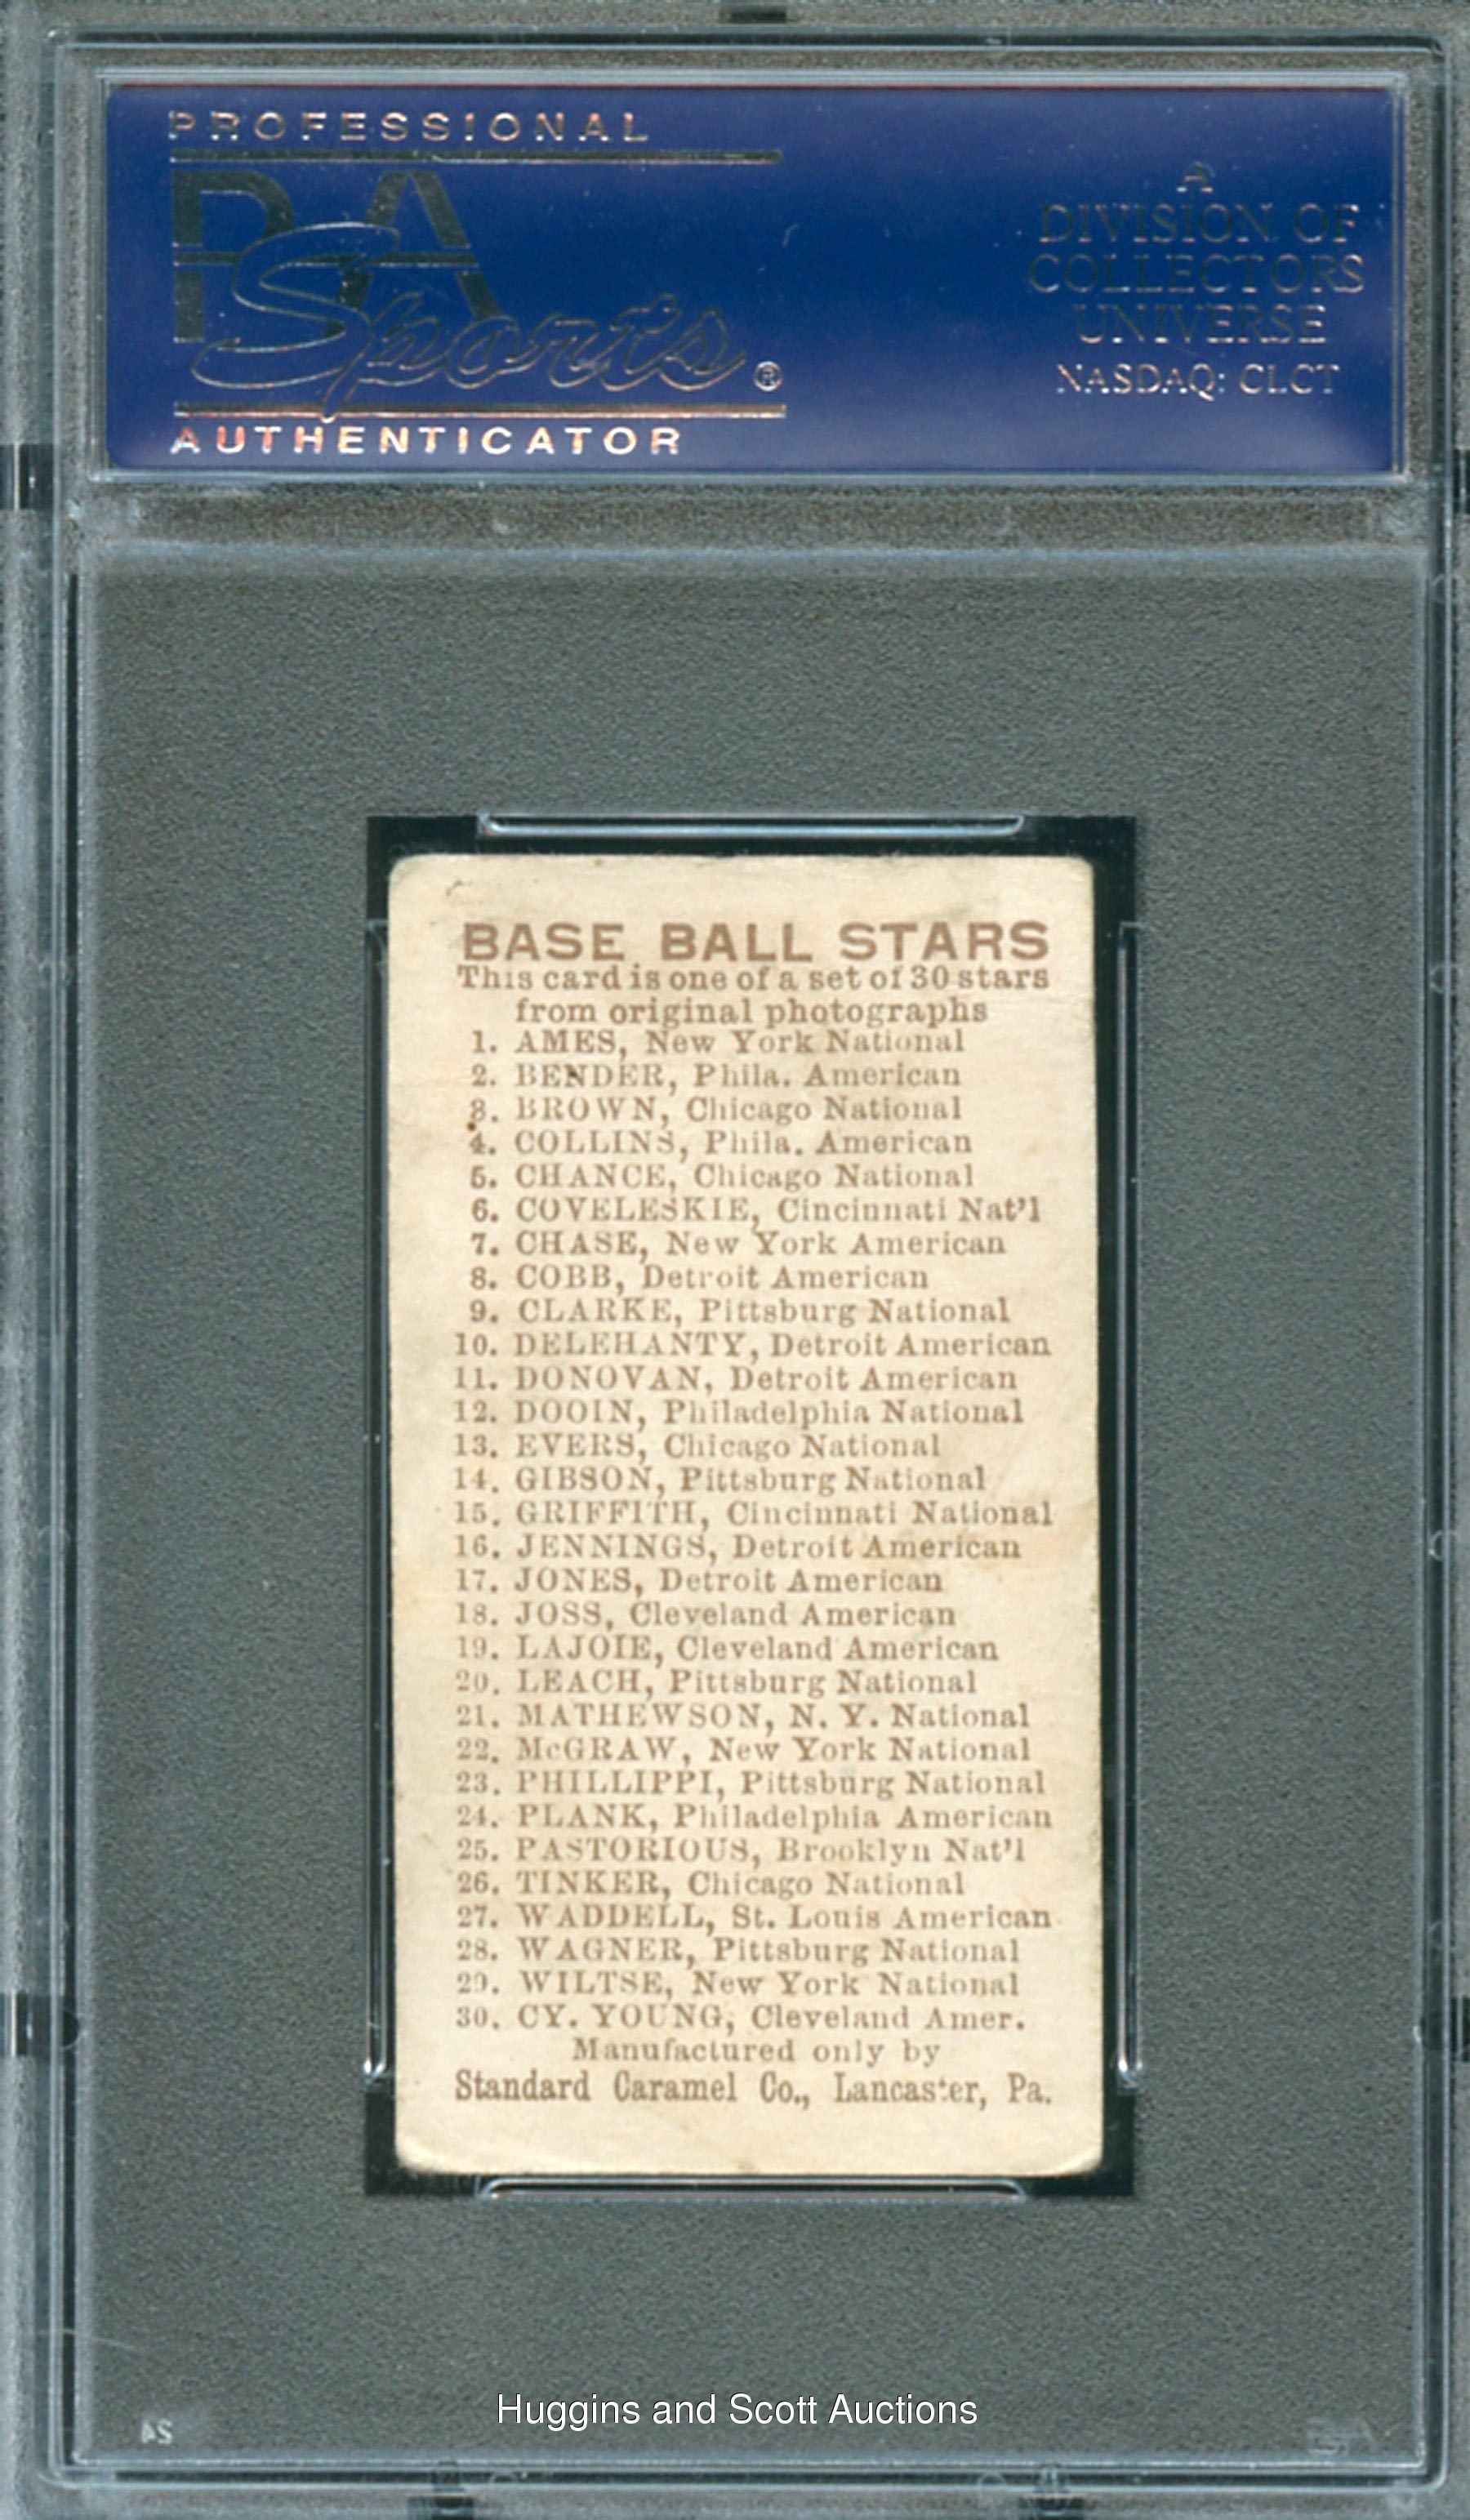 PROFESSIONAL
PSA
Sports®
AUTHENTICATOR
A
DIVISION OF
COLLECTORS
UNIVERSE
NASDAQ: CLCT
BASE BALL STARS
This card is one of a set of 30 stars
from original photographs
1. AMES, New York National
2. BENDER, Phila. American
3. BROWN, Chicago National
4. COLLINS, Phila. American
5. CHANCE, Chicago National
6. COVELESKIE, Cincinnati Nat'l
7. CHASE, New York American
8. COBB, Detroit American
9. CLARKE, Pittsburg National
10. DELEHANTY, Detroit American
11. DONOVAN, Detroit American
12. DOOIN, Philadelphia National
13. EVERS, Chicago National
14. GIBSON, Pittsburg National
15. GRIFFITH, Cincinnati National
16. JENNINGS, Detroit American
17. JONES, Detroit American
18. JOSS, Cleveland American
19. LAJOIE, Cleveland American
20. LEACH, Pittsburg National
21. MATHEWSON, N. Y. National
22. McGRAW, New York National
23. PHILLIPPI, Pittsburg National
24. PLANK, Philadelphia American
25. PASTORIOUS, Brooklyn Nat'l
26. TINKER, Chicago National
27. WADDELL, St. Louis American
28. WAGNER, Pittsburg National
29. WILTSE, New York National
30. CY. YOUNG, Cleveland Amer.
Manufactured only by
Standard Caramel Co., Lancaster, Pa.
Huggins and Scott Auctions
24